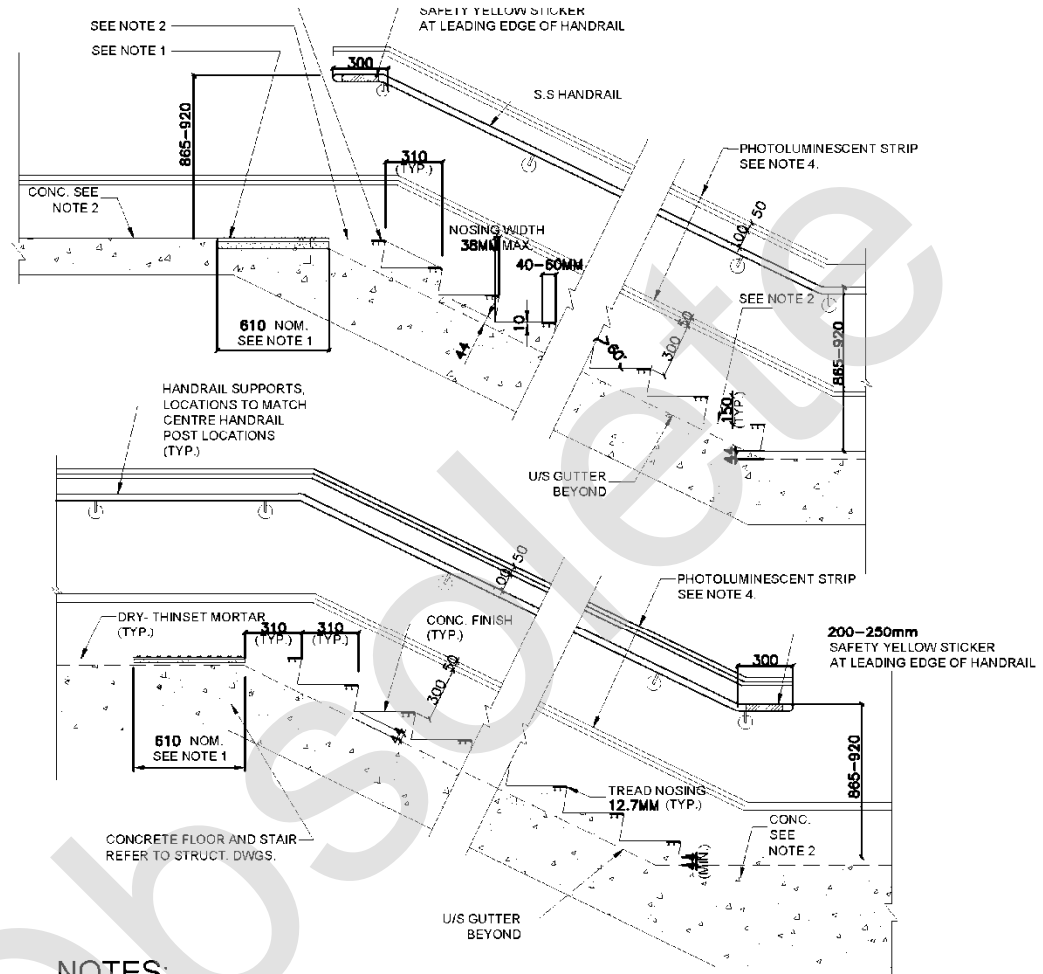 SAFETY YELLOW STICKER
AT LEADING EDGE OF HANDRAIL
SEE NOTE 2
SEE NOTE 1
300
S.S HANDRAIL
865-920
310
(TYP.)
PHOTOLUMINESCENT STRIP
SEE NOTE 4.
CONC. SEE
NOTE 2
NOSING WIDTH
38MM MAX.
40-60MM
100
50
SEE NOTE 2
610 NOM.
SEE NOTE 1
44
10
60°
300
50
865-920
150
(TYP.)
44
HANDRAIL SUPPORTS,
LOCATIONS TO MATCH
CENTRE HANDRAIL
POST LOCATIONS
(TYP.)
U/S GUTTER
BEYOND
100
50
PHOTOLUMINESCENT STRIP
SEE NOTE 4.
DRY- THINSET MORTAR
(TYP.)
310
(TYP.)
310
(TYP.)
CONC. FINISH
(TYP.)
200-250mm
SAFETY YELLOW STICKER
AT LEADING EDGE OF HANDRAIL
300
300
50
44
610 NOM.
SEE NOTE 1
865-920
TREAD NOSING
12.7MM (TYP.)
CONC.
SEE
NOTE 2
CONCRETE FLOOR AND STAIR
REFER TO STRUCT. DWGS.
44
(MIN.)
U/S GUTTER
BEYOND
NOTES:
Obsolete